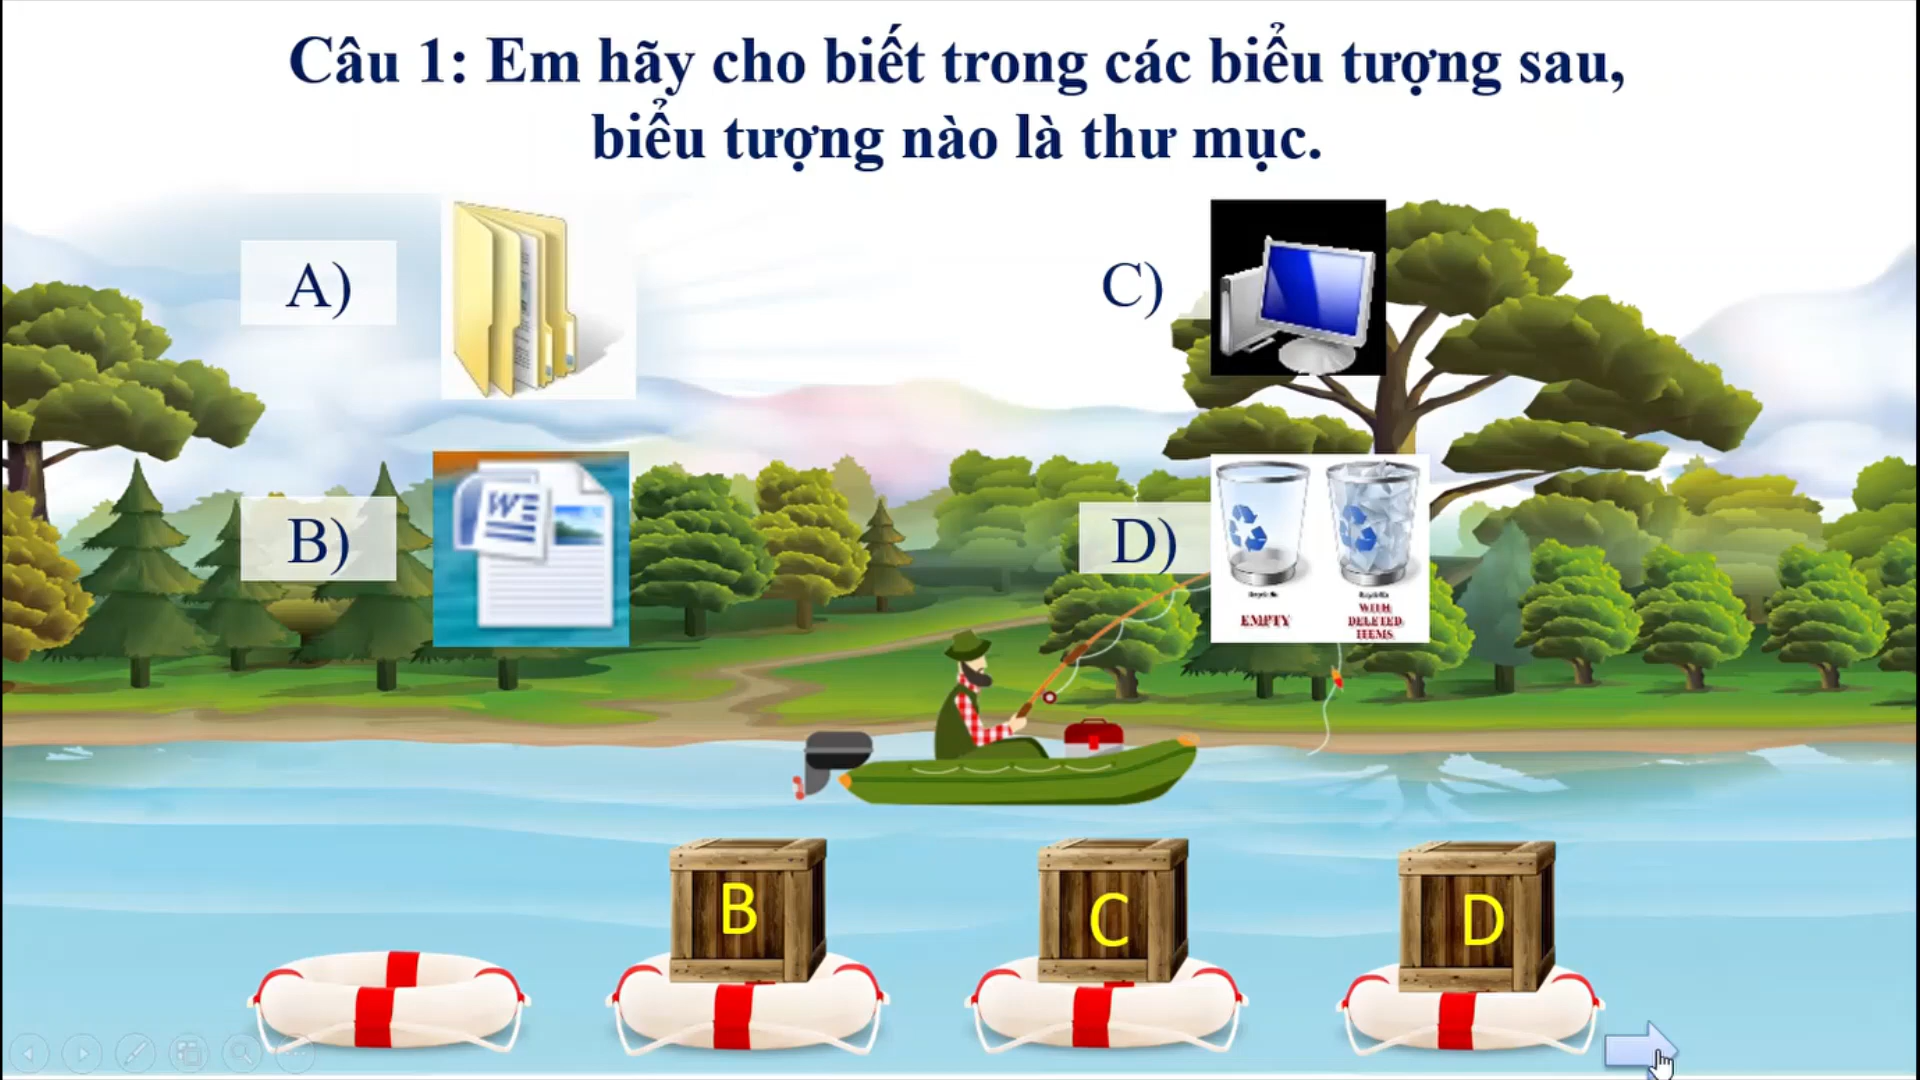 Câu 1: Em hãy cho biết trong các biểu tượng sau,
biểu tượng nào là thư mục.
A)
C)
B)
W
D)
EMPTY
WITH
DELETED
ITEMS
B
C
D